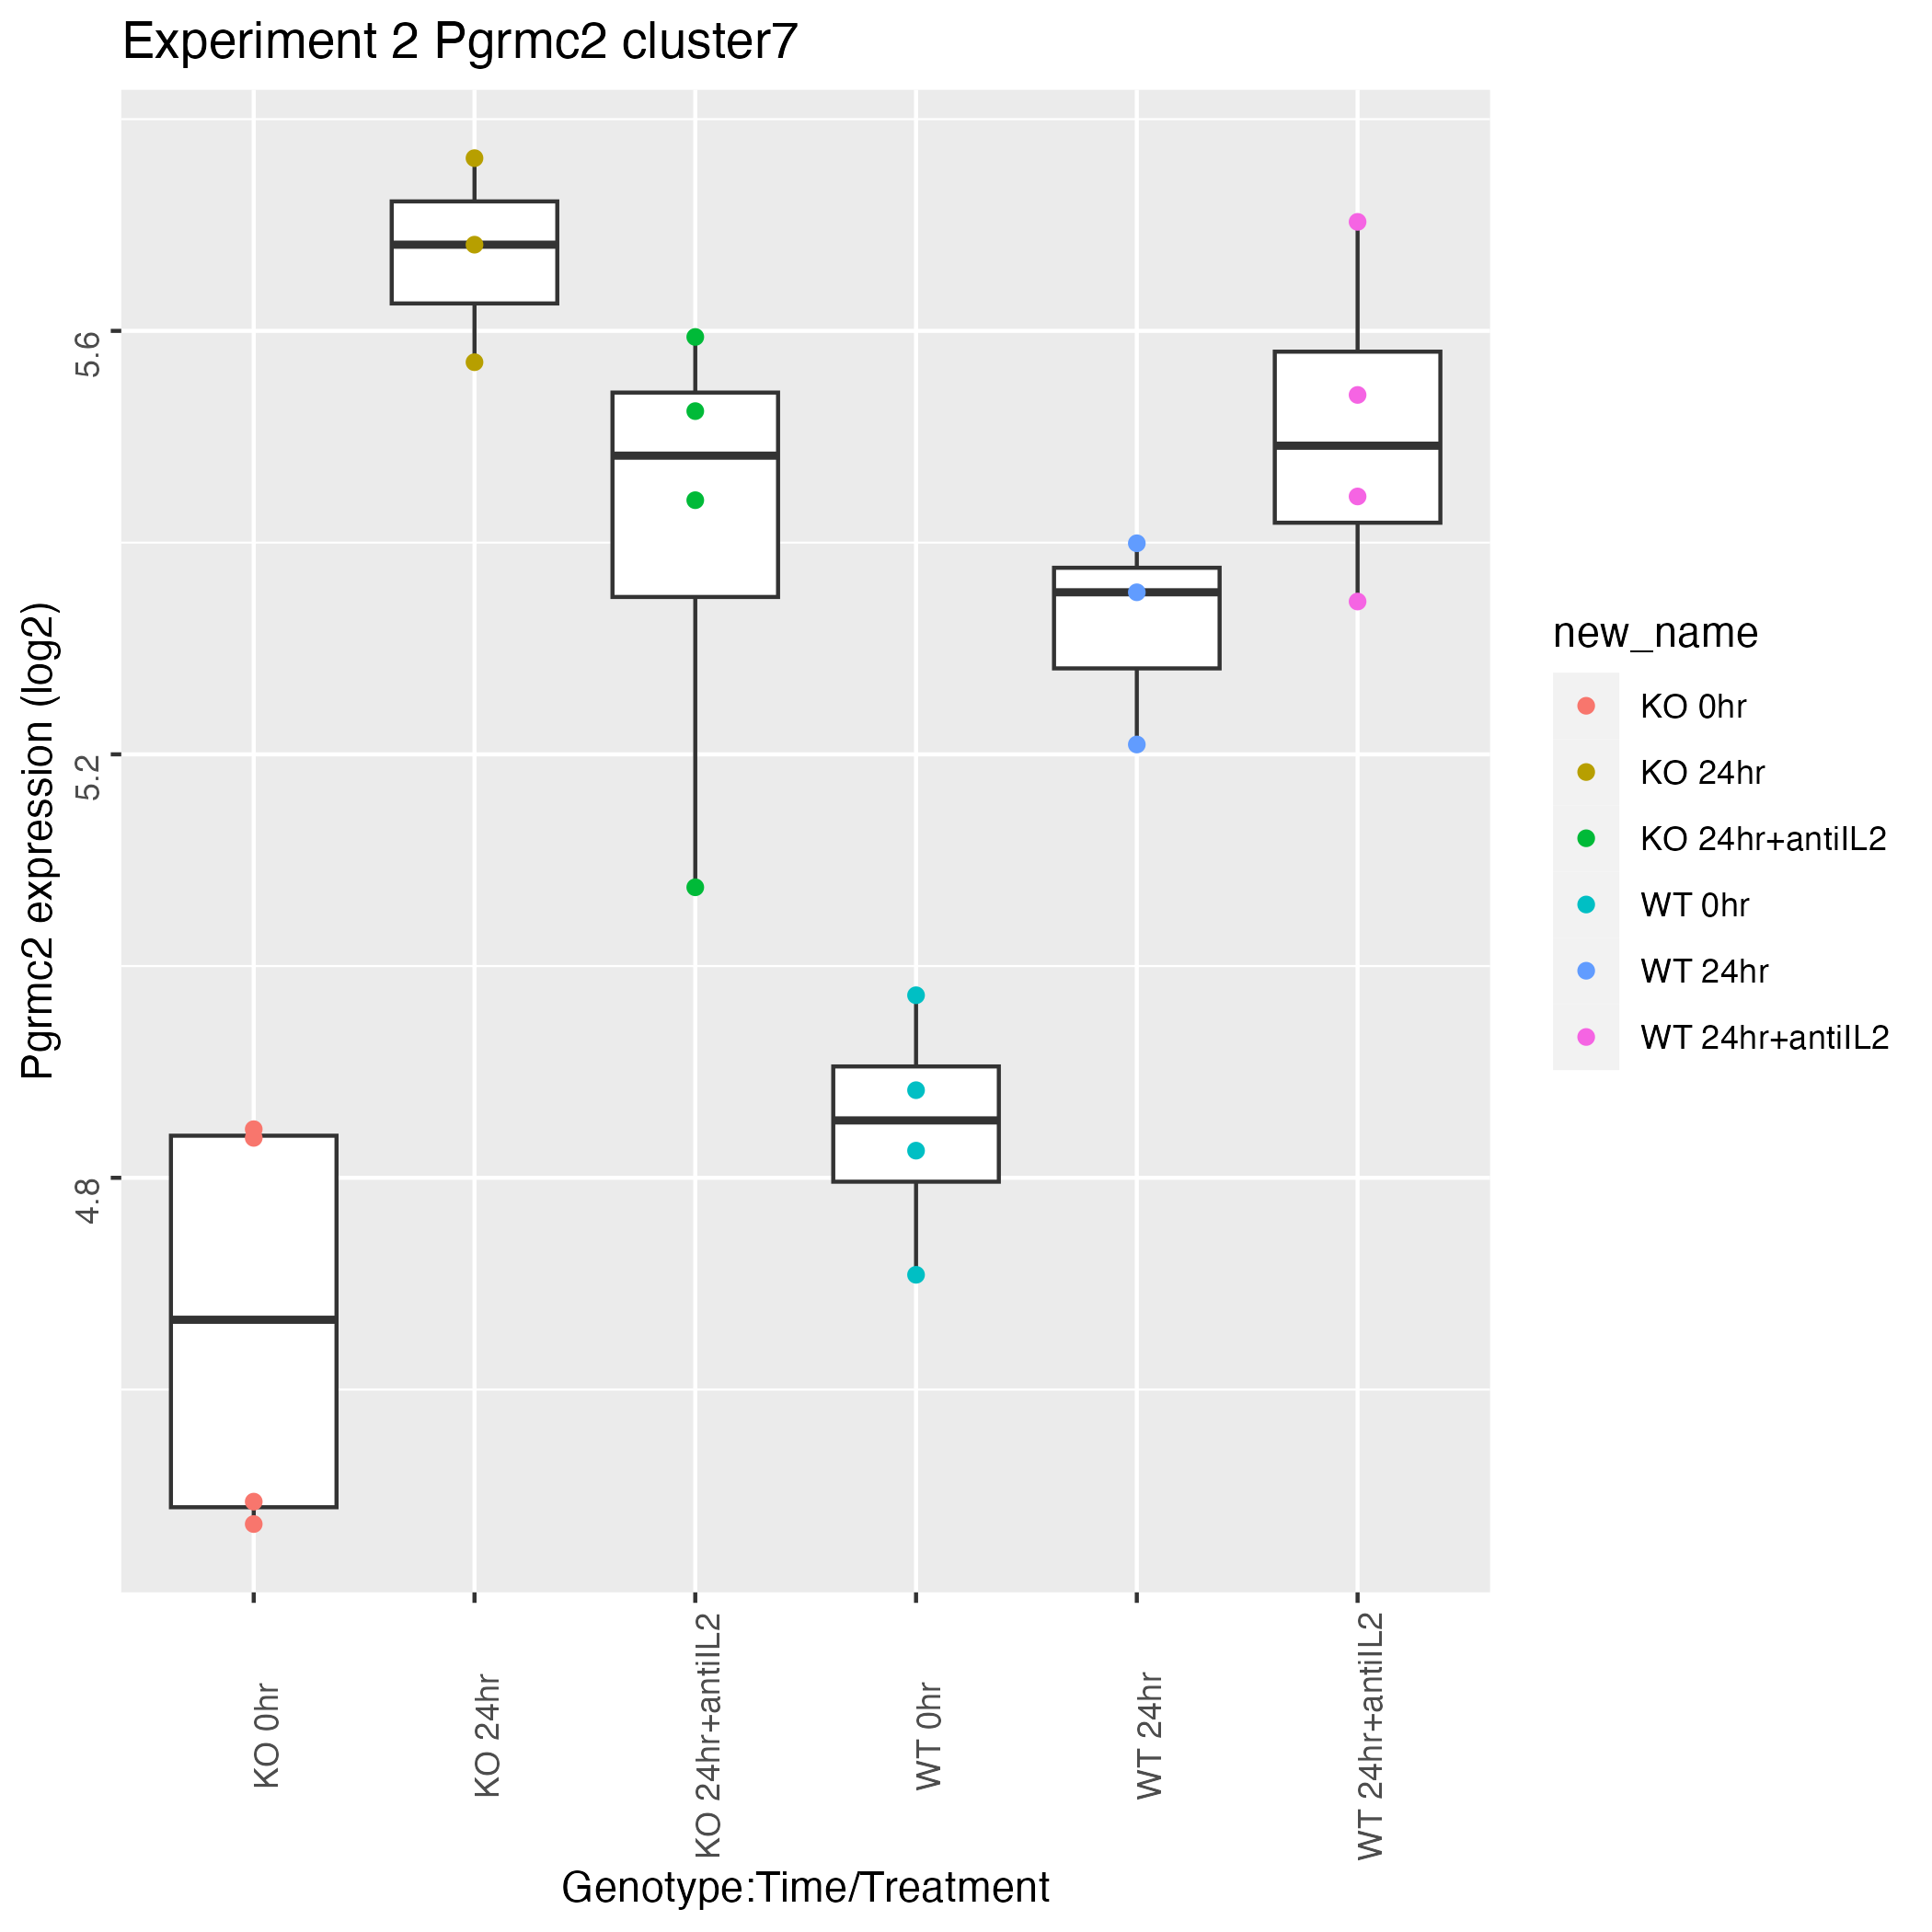 Experiment 2 Pgrmc2 cluster7
Pgrmc2 expression (log2)
5.6
5.2
4.8
KO 0hr
KO 24hr
KO 24hr+antiIL2
WT 0hr
WT 24hr
WT 24hr+antiIL2
Genotype:Time/Treatment
new_name
KO 0hr
KO 24hr
KO 24hr+antiIL2
WT 0hr
WT 24hr
WT 24hr+antiIL2